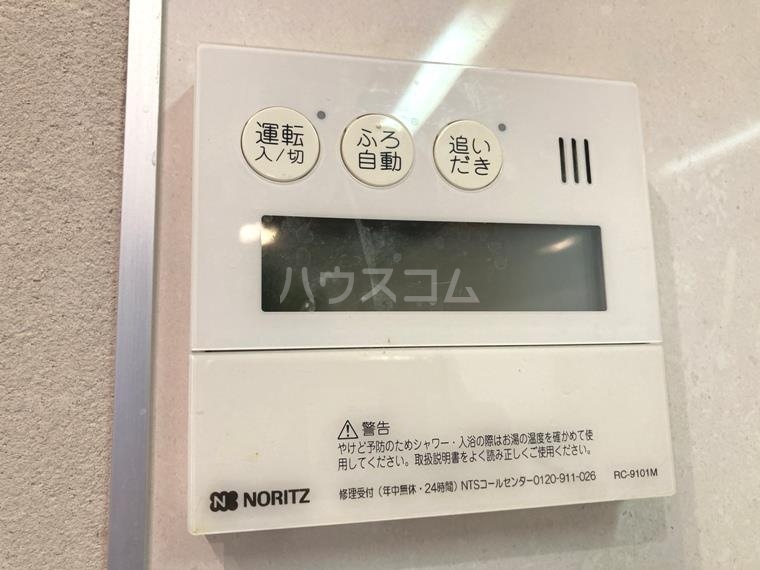 運転
入/切
ふろ
自動
追い
だき
ハウスコム
警告
やけど予防のためシャワー・入浴の際はお湯の温度を確かめて使
用してください。取扱説明書をよく読み正しくご使用ください。
NORITZ
修理受付(年中無休・24時間)NTSコールセンター0120-911-026
RC-9101M